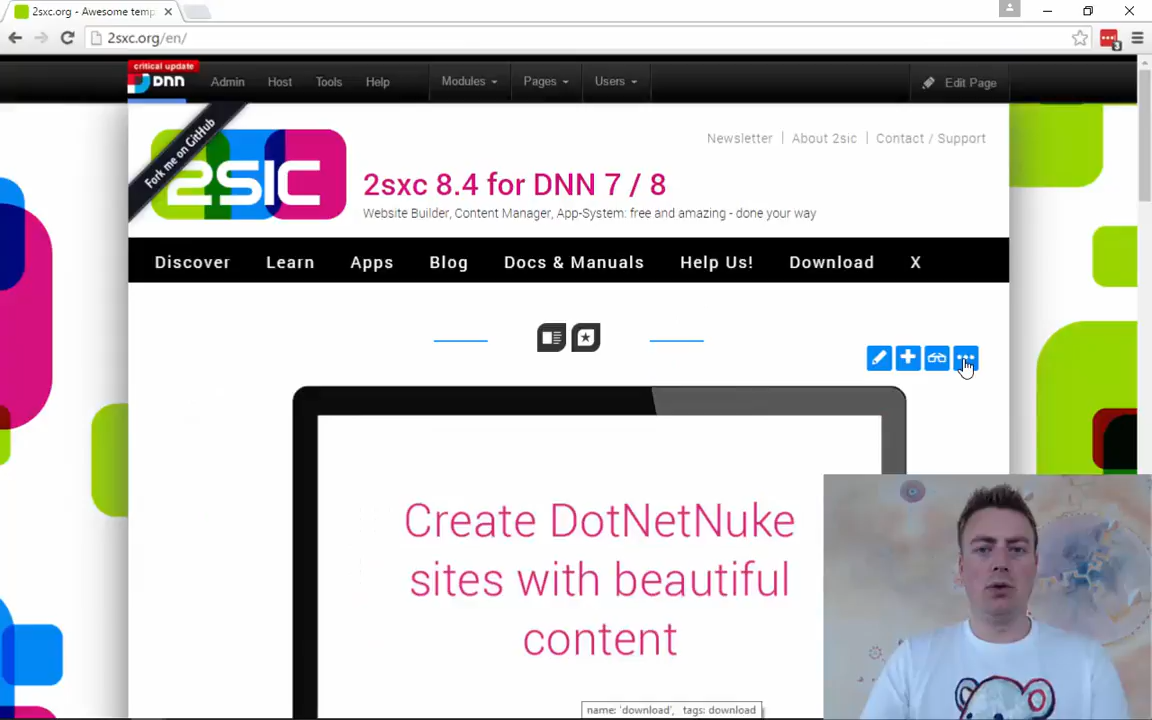 2sxc.org - Awesome temp
2sxc.org/en/
3
critical update
DNN
Admin
Host
Tools
Help
Modules
Pages
Users
Edit Page
Fork me on GitHub
2SIC
Newsletter
About 2sic
Contact / Support
2sxc 8.4 for DNN 7 / 8
Website Builder, Content Manager, App-System: free and amazing - done your way
Discover
Learn
Apps
Blog
Docs & Manuals
Help Us!
Download
X
Create DotNetNuke
sites with beautiful
content
name: 'download', tags: download